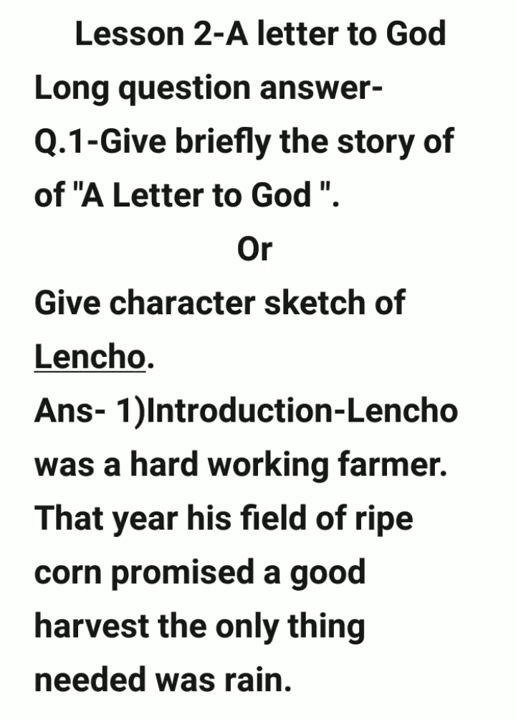 Lesson 2-A letter to God
Long question answer-
Q.1-Give briefly the story of
of "A Letter to God ".
Or
Give character sketch of
Lencho.
Ans- 1)Introduction-Lencho
was a hard working farmer.
That year his field of ripe
corn promised a good
harvest the only thing
needed was rain.